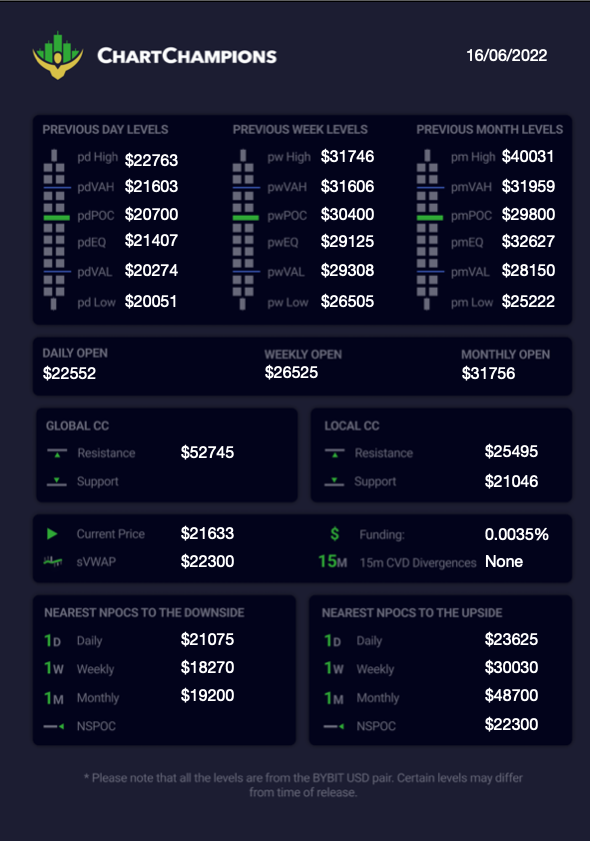 CHARTCHAMPIONS
16/06/2022
PREVIOUS DAY LEVELS
pd High $22763
pdVAH $21603
pdPOC $20700
pdEQ $21407
pdVAL $20274
pd Low $20051
PREVIOUS WEEK LEVELS
pw High $31746
pwVAH $31606
pwPOC $30400
pwEQ $29125
pwVAL $29308
pw Low $26505
PREVIOUS MONTH LEVELS
pm High $40031
pmVAH $31959
pmPOC $29800
pmEQ $32627
pmVAL $28150
pm Low $25222
DAILY OPEN
$22552
WEEKLY OPEN
$26525
MONTHLY OPEN
$31756
GLOBAL CC
Resistance $52745
Support
LOCAL CC
Resistance $25495
Support $21046
Current Price $21633
sVWAP $22300
$ Funding: 0.0035%
15M 15m CVD Divergences None
NEAREST NPOCS TO THE DOWNSIDE
1D Daily $21075
1W Weekly $18270
1M Monthly $19200
NSPOC
NEAREST NPOCS TO THE UPSIDE
1D Daily $23625
1W Weekly $30030
1M Monthly $48700
NSPOC $22300
* Please note that all the levels are from the BYBIT USD pair. Certain levels may differ
from time of release.